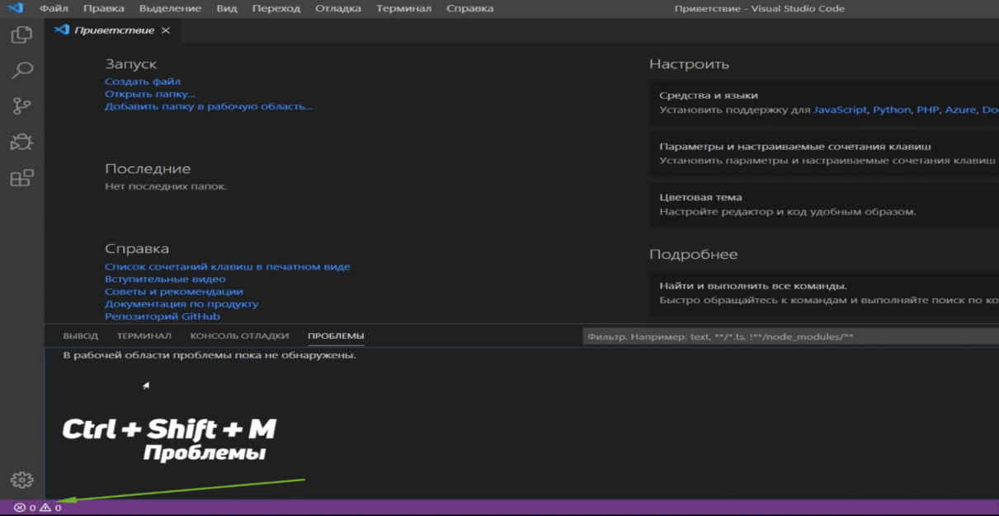 Файл Правка Выделение Вид Переход Отладка Терминал Справка Приветствие - Visual Studio Code
Приветствие
Запуск
Создать файл
Открыть папку...
Добавить папку в рабочую область...
Последние
Нет последних папок.
Справка
Список сочетаний клавиш в печатном виде
Вступительные видео
Советы и рекомендации
Документация по продукту
Репозиторий GitHub
Настроить
Средства и языки
Установить поддержку для JavaScript, Python, PHP, Azure, Do
Параметры и настраиваемые сочетания клавиш
Установить параметры и настраиваемые сочетания клавиш
Цветовая тема
Настройте редактор и код удобным образом.
Подробнее
Найти и выполнить все команды.
Быстро обращайтесь к командам и выполняйте поиск по ко
ВЫВОД ТЕРМИНАЛ КОНСОЛЬ ОТЛАДКИ ПРОБЛЕМЫ Фильтр. Например: text, **/*.ts, !**/node_modules/**
В рабочей области проблемы пока не обнаружены.
Ctrl + Shift + M
Проблемы
0 0